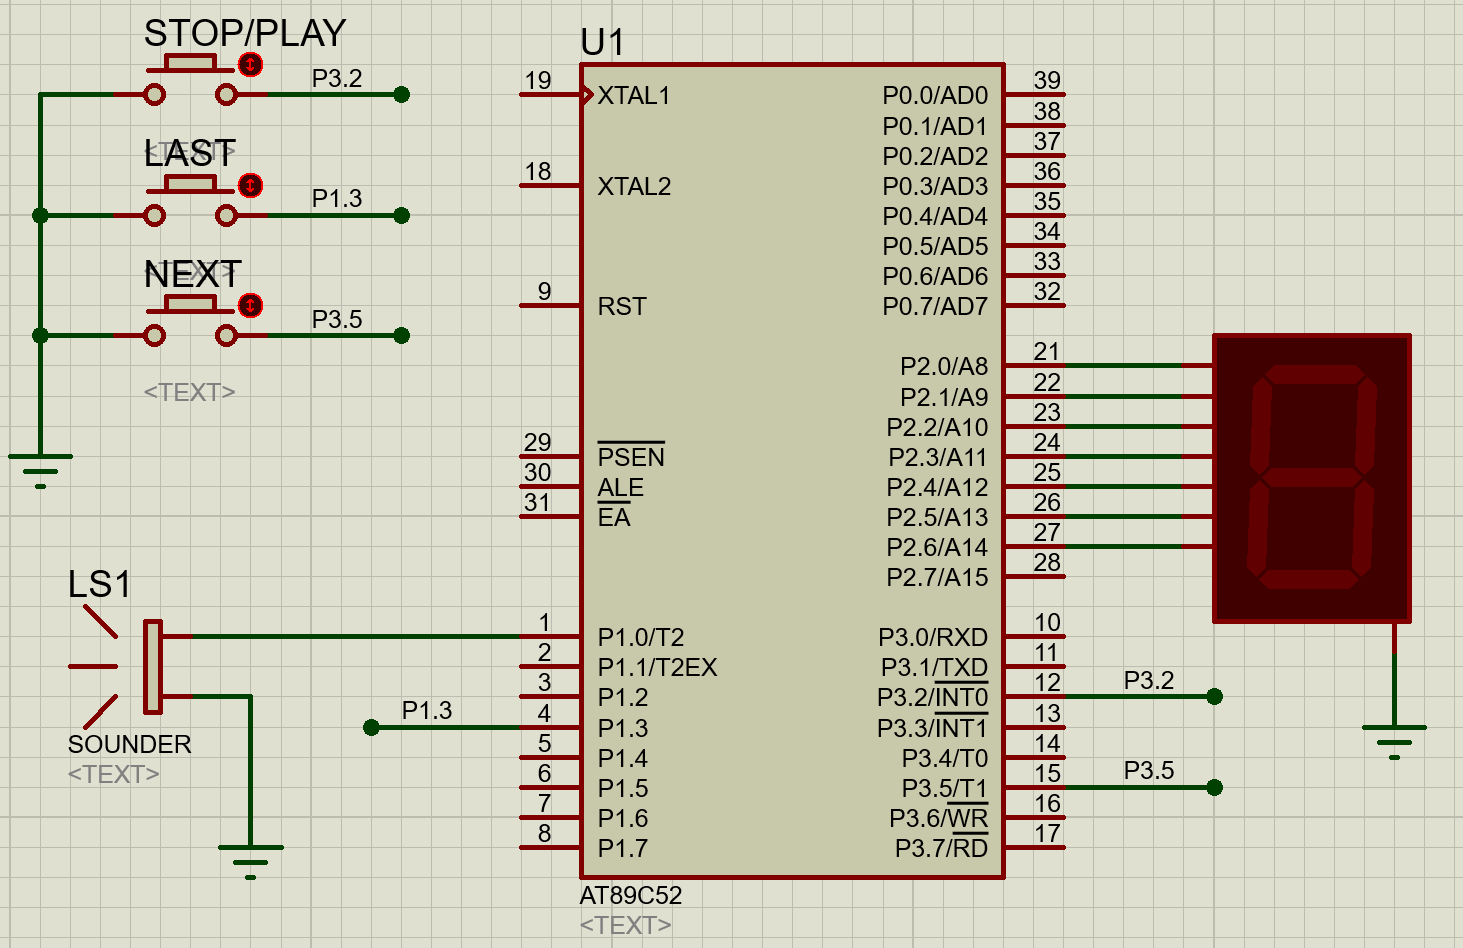 STOP/PLAY
P3.2
<TEXT>
LAST
P1.3
<TEXT>
NEXT
P3.5
<TEXT>
LS1
SOUNDER
<TEXT>
P1.3
U1
19 XTAL1
18 XTAL2
9 RST
29 PSEN
30 ALE
31 EA
1 P1.0/T2
2 P1.1/T2EX
3 P1.2
4 P1.3
5 P1.4
6 P1.5
7 P1.6
8 P1.7
P0.0/AD0 39
P0.1/AD1 38
P0.2/AD2 37
P0.3/AD3 36
P0.4/AD4 35
P0.5/AD5 34
P0.6/AD6 33
P0.7/AD7 32
P2.0/A8 21
P2.1/A9 22
P2.2/A10 23
P2.3/A11 24
P2.4/A12 25
P2.5/A13 26
P2.6/A14 27
P2.7/A15 28
P3.0/RXD 10
P3.1/TXD 11
P3.2/INT0 12
P3.3/INT1 13
P3.4/T0 14
P3.5/T1 15
P3.6/WR 16
P3.7/RD 17
P3.2
P3.5
AT89C52
<TEXT>